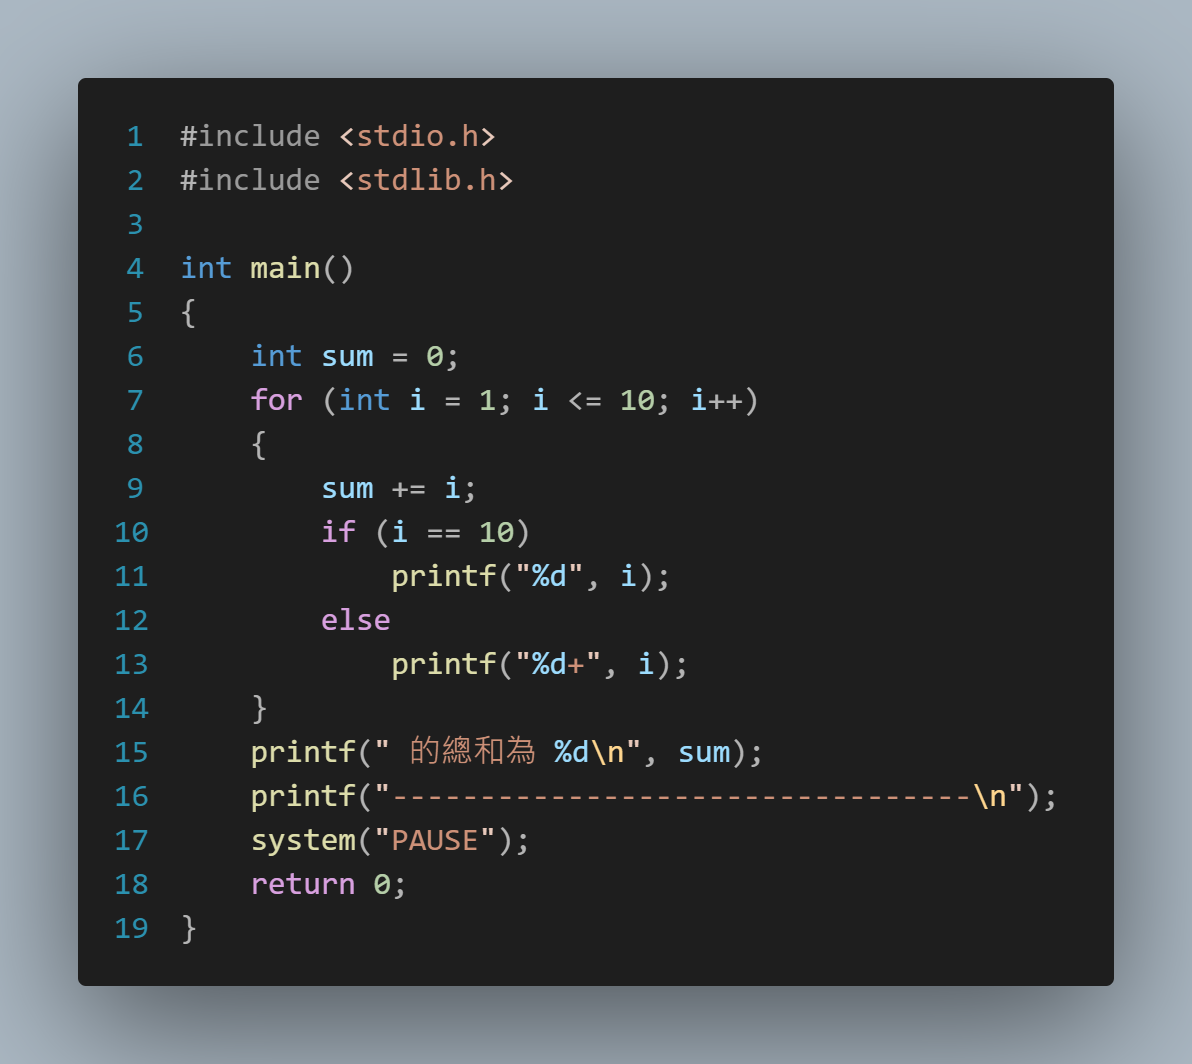 1 #include <stdio.h>
2 #include <stdlib.h>
3
4 int main()
5 {
6     int sum = 0;
7     for (int i = 1; i <= 10; i++)
8     {
9         sum += i;
10         if (i == 10)
11             printf("%d", i);
12         else
13             printf("%d+", i);
14     }
15     printf(" 的總和為 %d\n", sum);
16     printf("---------------------------------\n");
17     system("PAUSE");
18     return 0;
19 }